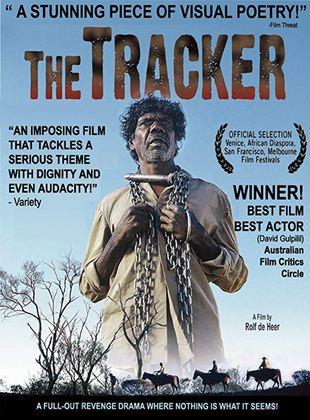 “ A STUNNING PIECE OF VISUAL POETRY!”
-Film Threat
THE TRACKER
“AN IMPOSING FILM
THAT TACKLES A
SERIOUS THEME
WITH DIGNITY AND
EVEN AUDACITY!”
- Variety
OFFICIAL SELECTION
Venice, African Diaspora,
San Francisco, Melbourne
Film Festivals
WINNER!
BEST FILM
BEST ACTOR
(David Gulpilil)
Australian
Film Critics
Circle
A Film by
Rolf de Heer
A FULL-OUT REVENGE DRAMA WHERE NOTHING IS WHAT IT SEEMS!